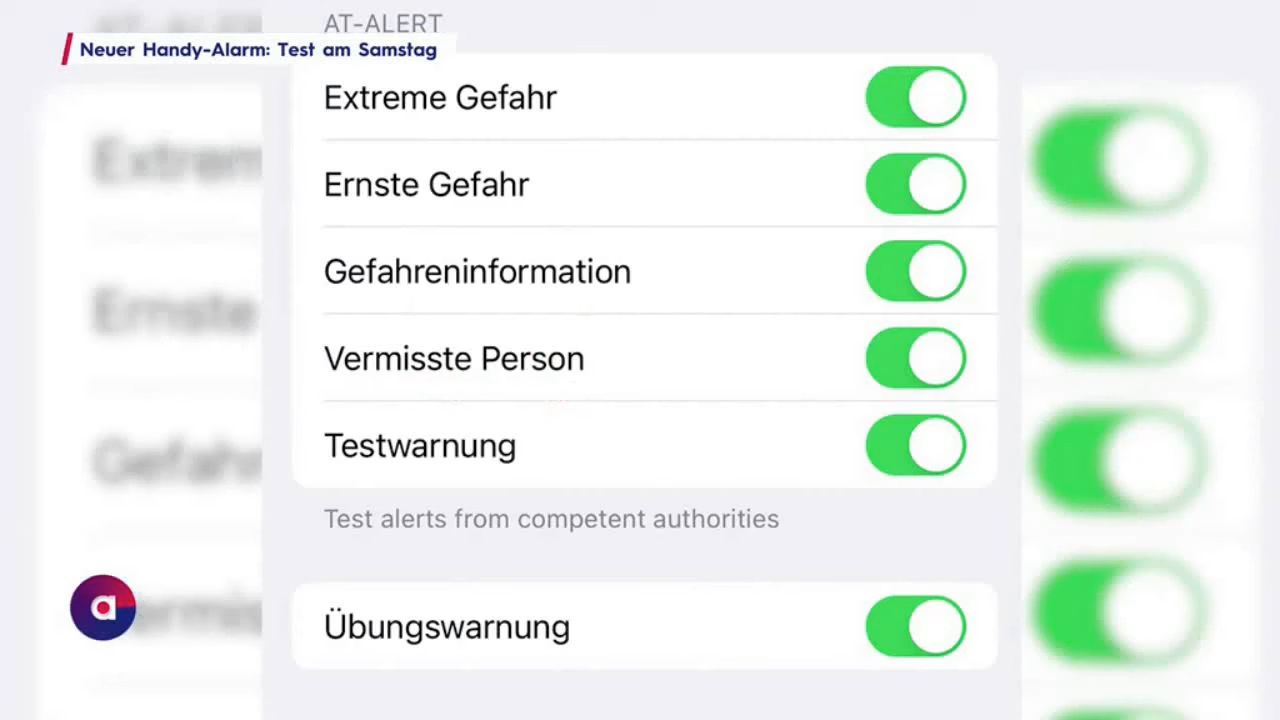 AT-ALERT
Neuer Handy-Alarm: Test am Samstag
Extreme Gefahr
Ernste Gefahr
Gefahreninformation
Vermisste Person
Testwarnung
Test alerts from competent authorities
Übungswarnung
a